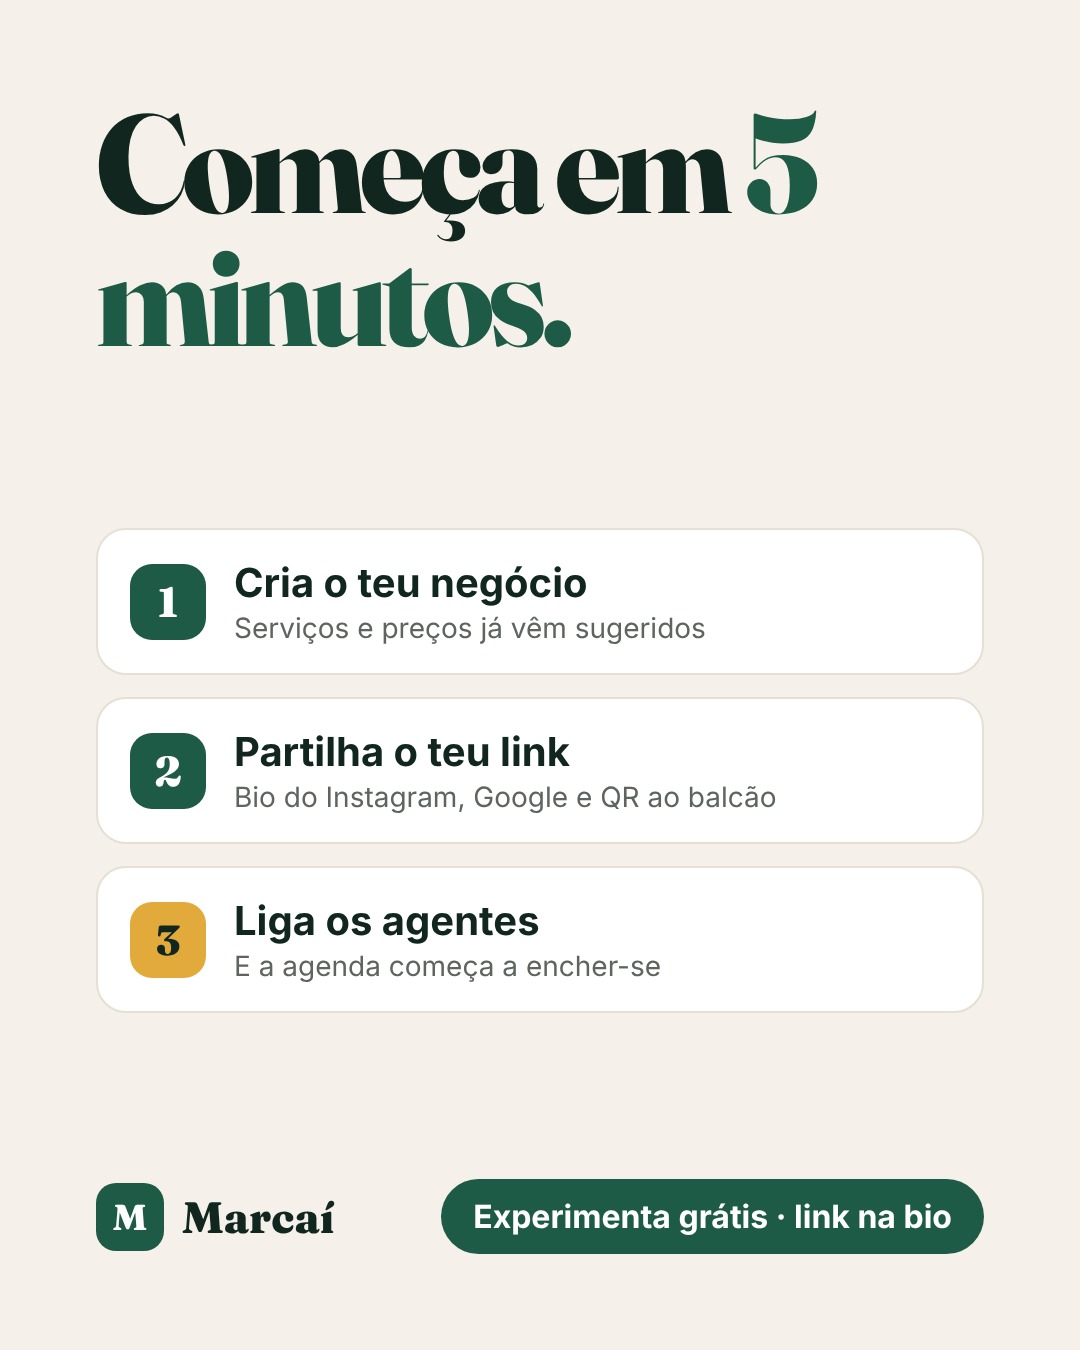 Começa em 5
minutos.
1
Cria o teu negócio
Serviços e preços já vêm sugeridos
2
Partilha o teu link
Bio do Instagram, Google e QR ao balcão
3
Liga os agentes
E a agenda começa a encher-se
M Marcaí
Experimenta grátis · link na bio